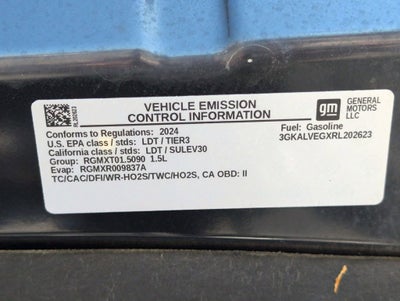 VEHICLE EMISSION
CONTROL INFORMATION
gm
GENERAL MOTORS
LLC
RL202623
Conforms to Regulations: 2024
Fuel: Gasoline
U.S. EPA class / stds: LDT / TIER3
3GKALVEGXRL202623
California class / stds: LDT / SULEV30
Group: RGMXT01.5090 1.5L
Evap: RGMXR009837A
TC/CAC/DFI/WR-HO2S/TWC/HO2S, CA OBD: II